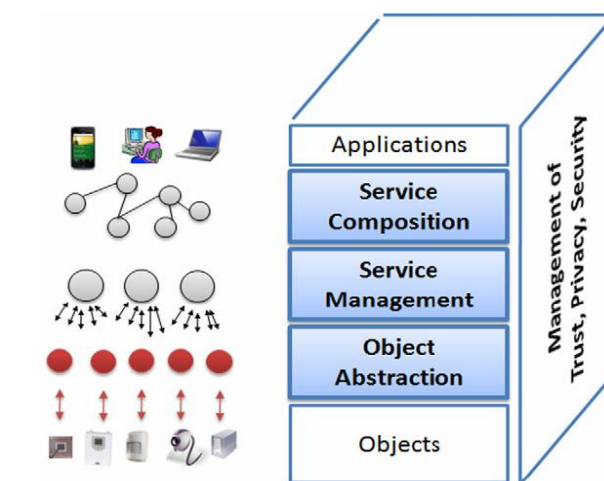 Applications
Service
Composition
Service
Management
Object
Abstraction
Objects
Management of
Trust, Privacy, Security